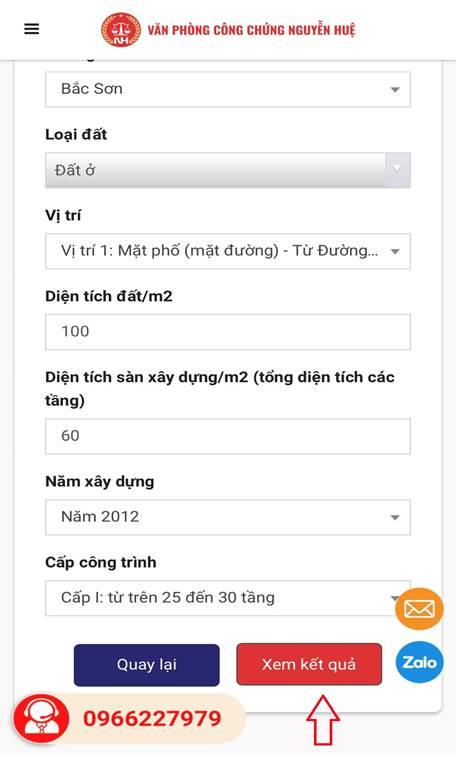 VĂN PHÒNG CÔNG CHỨNG NGUYỄN HUỆ
NH
Bắc Sơn
Loại đất
Đất ở
Vị trí
Vị trí 1: Mặt phố (mặt đường) - Từ Đường...
Diện tích đất/m2
100
Diện tích sàn xây dựng/m2 (tổng diện tích các
tầng)
60
Năm xây dựng
Năm 2012
Cấp công trình
Cấp I: từ trên 25 đến 30 tầng
Quay lại
Xem kết quả
Zalo
0966227979